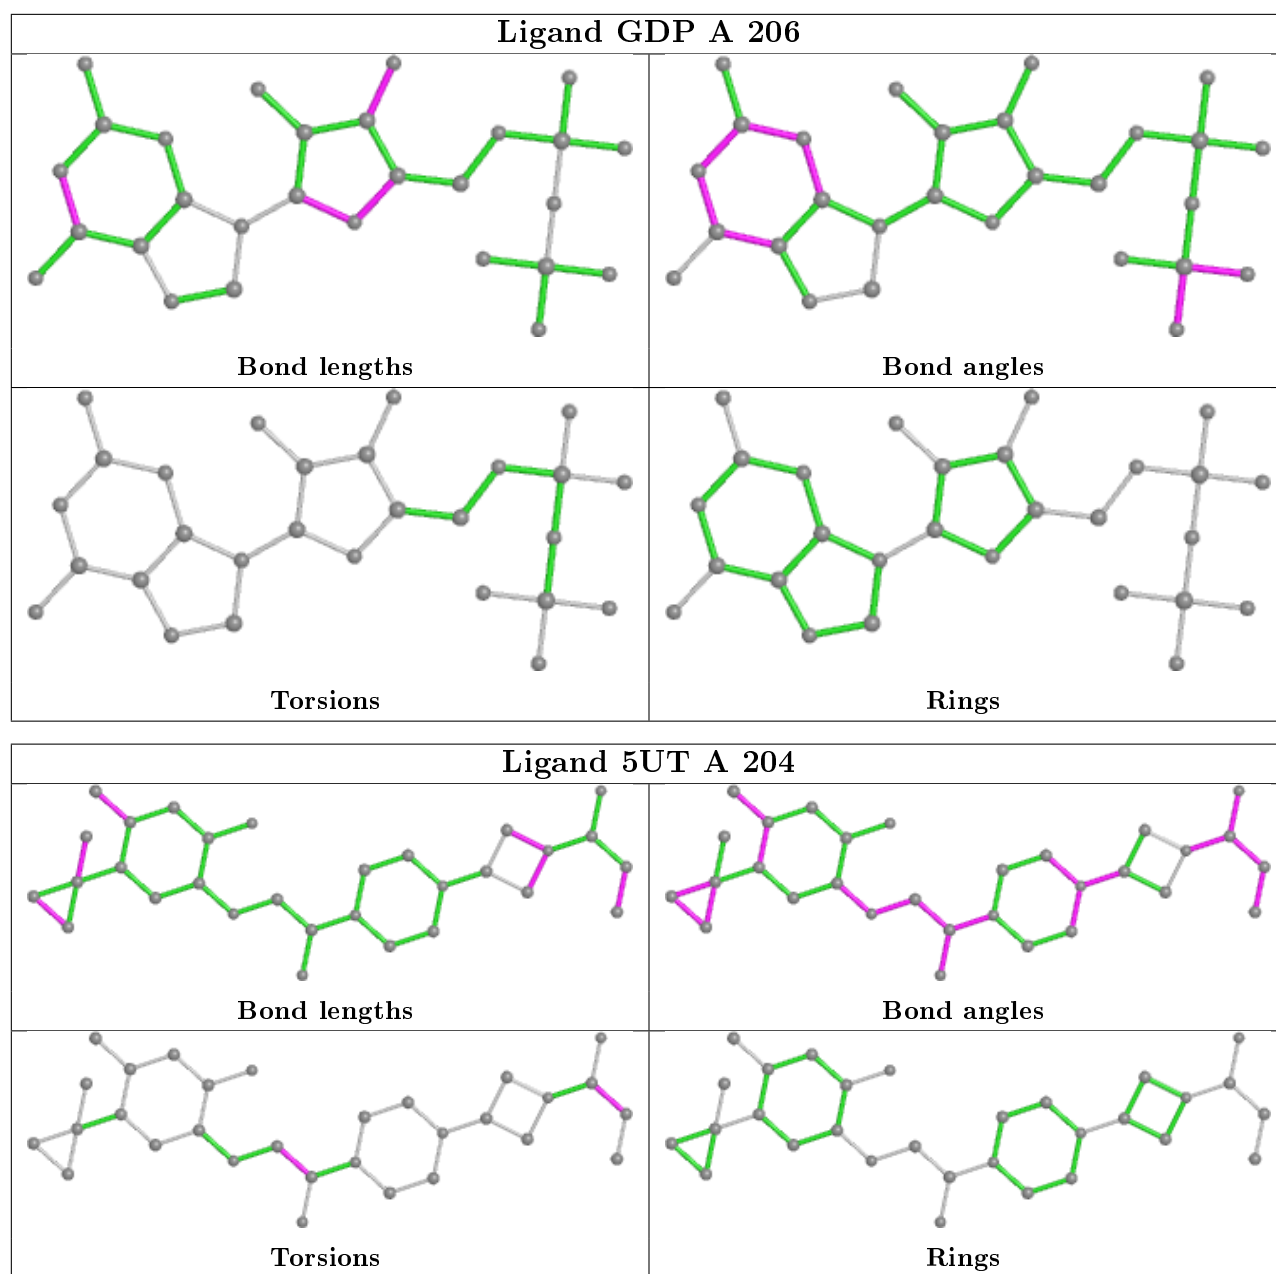 Ligand GDP A 206
Bond lengths
Bond angles
Torsions
Rings
Ligand 5UT A 204
Bond lengths
Bond angles
Torsions
Rings